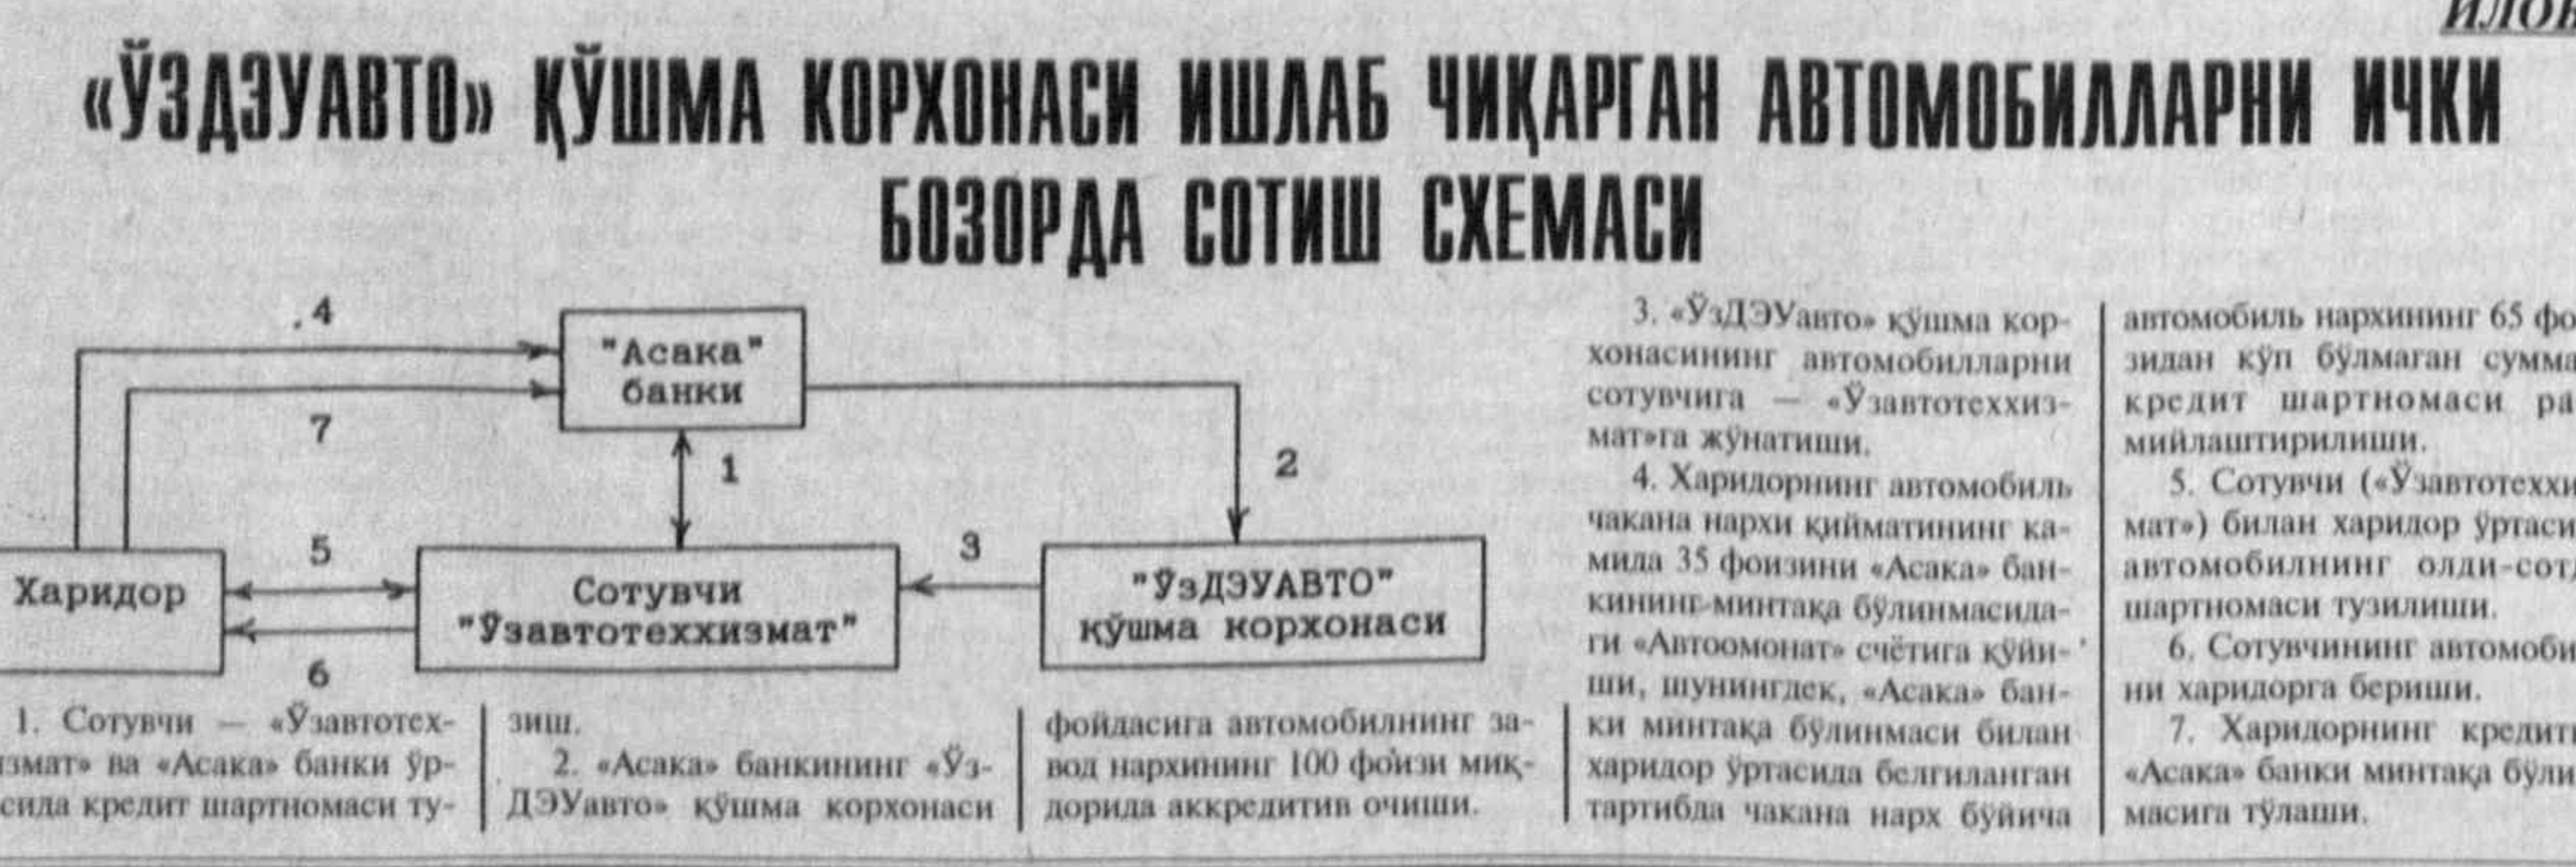 «ЎЗДЭУАВТО» ҚЎШМА КОРХОНАСИ ИШЛАБ ЧИҚАРГАН АВТОМОБИЛЛАРНИ ИЧКИ
БОЗОРДА СОТИШ СХЕМАСИ
4
"Асака"
банки
7
1
2
5
3
Харидор
Сотувчи
"Ўзавтотеххизмат"
"ЎзДЭУАВТО"
қўшма корхонаси
6
1. Сотувчи — «Ўзавтотех-
измат» ва «Асака» банки ўр-
сида кредит шартномаси ту-
зиш.
2. «Асака» банкининг «Ўз-
ДЭУавто» қўшма корхонаси
фойдасига автомобилнинг за-
вод нархининг 100 фоизи миқ-
дорида аккредитив очиши.
3. «ЎзДЭУавто» қўшма кор-
хонасининг автомобилларни
сотувчига — «Ўзавтотеххиз-
мат»га жўнатиши.
4. Харидорнинг автомобиль
чакана нархи қийматининг ка-
мида 35 фоизини «Асака» бан-
кининг минтақа бўлинмасида-
ги «Автоомонат» счётига қўйи-
ши, шунингдек, «Асака» бан-
ки минтақа бўлинмаси билан
харидор ўртасида белгиланган
тартибда чакана нарх бўйича
автомобиль нархининг 65 фо
зидан кўп бўлмаган сумма
кредит шартномаси ра
мийлаштирилиши.
5. Сотувчи («Ўзавтотеххи
мат») билан харидор ўртаси
автомобилнинг олди-сот
шартномаси тузилиши.
6. Сотувчининг автомоби
ни харидорга бериши.
7. Харидорнинг кредит
«Асака» банки минтақа бўли
масига тўлаши.